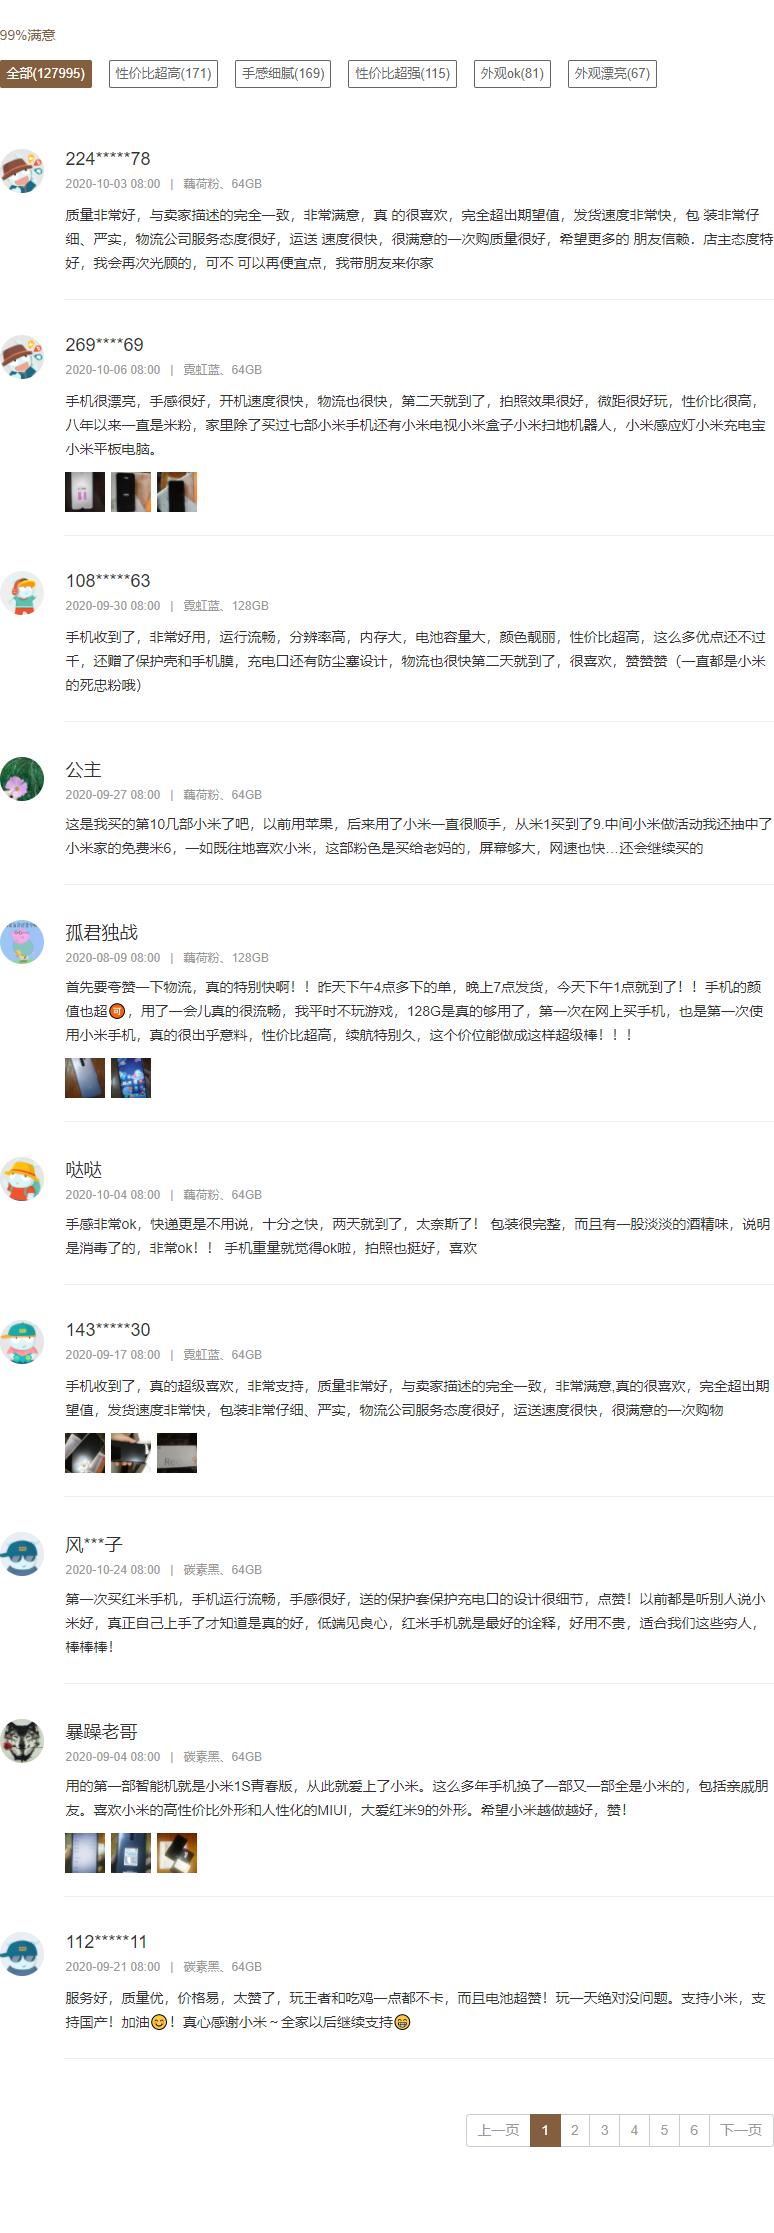 99%满意
全部(127995) 性价比超高(171) 手感细腻(169) 性价比超强(115) 外观ok(81) 外观漂亮(67)
224*****78
2020-10-03 08:00 | 藕荷粉、64GB
质量非常好，与卖家描述的完全一致，非常满意，真 的很喜欢，完全超出期望值，发货速度非常快，包 装非常仔
细、严实，物流公司服务态度很好，运送 速度很快，很满意的一次购质量很好，希望更多的 朋友信赖．店主态度特
好，我会再次光顾的，可不 可以再便宜点，我带朋友来你家
269****69
2020-10-06 08:00 | 霓虹蓝、64GB
手机很漂亮，手感很好，开机速度很快，物流也很快，第二天就到了，拍照效果很好，微距很好玩，性价比很高，
八年以来一直是米粉，家里除了买过七部小米手机还有小米电视小米盒子小米扫地机器人，小米感应灯小米充电宝
小米平板电脑。
108*****63
2020-09-30 08:00 | 霓虹蓝、128GB
手机收到了，非常好用，运行流畅，分辨率高，内存大，电池容量大，颜色靓丽，性价比超高，这么多优点还不过
千，还赠了保护壳和手机膜，充电口还有防尘塞设计，物流也很快第二天就到了，很喜欢，赞赞赞（一直都是小米
的死忠粉哦）
公主
2020-09-27 08:00 | 藕荷粉、64GB
这是我买的第10几部小米了吧，以前用苹果，后来用了小米一直很顺手，从米1买到了9.中间小米做活动我还抽中了
小米家的免费米6，一如既往地喜欢小米，这部粉色是买给老妈的，屏幕够大，网速也快…还会继续买的
孤君独战
2020-08-09 08:00 | 藕荷粉、128GB
首先要夸赞一下物流，真的特别快啊！！昨天下午4点多下的单，晚上7点发货，今天下午1点就到了！！手机的颜
值也超🉑，用了一会儿真的很流畅，我平时不玩游戏，128G是真的够用了，第一次在网上买手机，也是第一次使
用小米手机，真的很出乎意料，性价比超高，续航特别久，这个价位能做成这样超级棒！！！
哒哒
2020-10-04 08:00 | 藕荷粉、64GB
手感非常ok，快递更是不用说，十分之快，两天就到了，太亲斯了！ 包装很完整，而且有一股淡淡的酒精味，说明
是消毒了的，非常ok！！ 手机重量就觉得ok啦，拍照也挺好，喜欢
143*****30
2020-09-17 08:00 | 霓虹蓝、64GB
手机收到了，真的超级喜欢，非常支持，质量非常好，与卖家描述的完全一致，非常满意,真的很喜欢，完全超出期
望值，发货速度非常快，包装非常仔细、严实，物流公司服务态度很好，运送速度很快，很满意的一次购物
风***子
2020-10-24 08:00 | 碳素黑、64GB
第一次买红米手机，手机运行流畅，手感很好，送的保护套保护充电口的设计很细节，点赞！以前都是听别人说小
米好，真正自己上手了才知道是真的好，低端见良心，红米手机就是最好的诠释，好用不贵，适合我们这些穷人，
棒棒棒！
暴躁老哥
2020-09-04 08:00 | 碳素黑、64GB
用的第一部智能机就是小米1S青春版，从此就爱上了小米。这么多年手机换了一部又一部全是小米的，包括亲戚朋
友。喜欢小米的高性价比外形和人性化的MIUI，大爱红米9的外形。希望小米越做越好，赞！
112*****11
2020-09-21 08:00 | 碳素黑、64GB
服务好，质量优，价格易，太赞了，玩王者和吃鸡一点都不卡，而且电池超赞！玩一天绝对没问题。支持小米，支
持国产！加油😊！真心感谢小米～全家以后继续支持😁
上一页 1 2 3 4 5 6 下一页